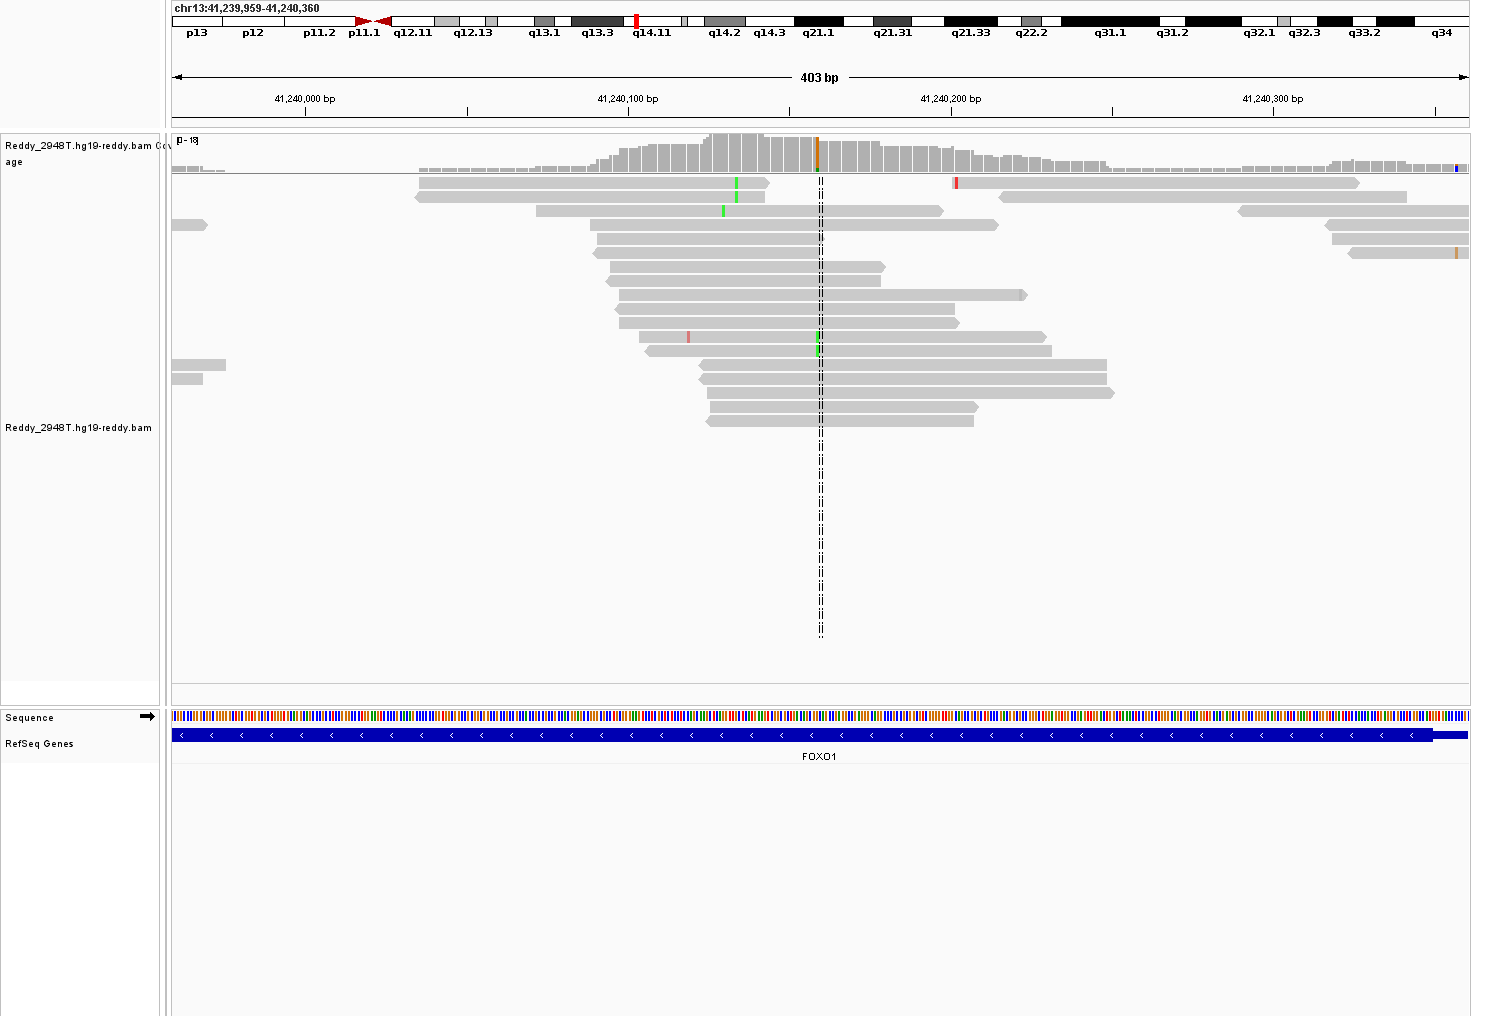 chr13:41,239,959-41,240,360
p13 p12 p11.2 p11.1 q12.11 q12.13 q13.1 q13.3 q14.11 q14.2 q14.3 q21.1 q21.31 q21.33 q22.2 q31.1 q31.2 q32.1 q32.3 q33.2 q34
403 bp
41,240,000 bp 41,240,100 bp 41,240,200 bp 41,240,300 bp
Reddy_2948T.hg19-reddy.bam Cov
age
[0 - 18]
Reddy_2948T.hg19-reddy.bam
Sequence
RefSeq Genes
FOXO1